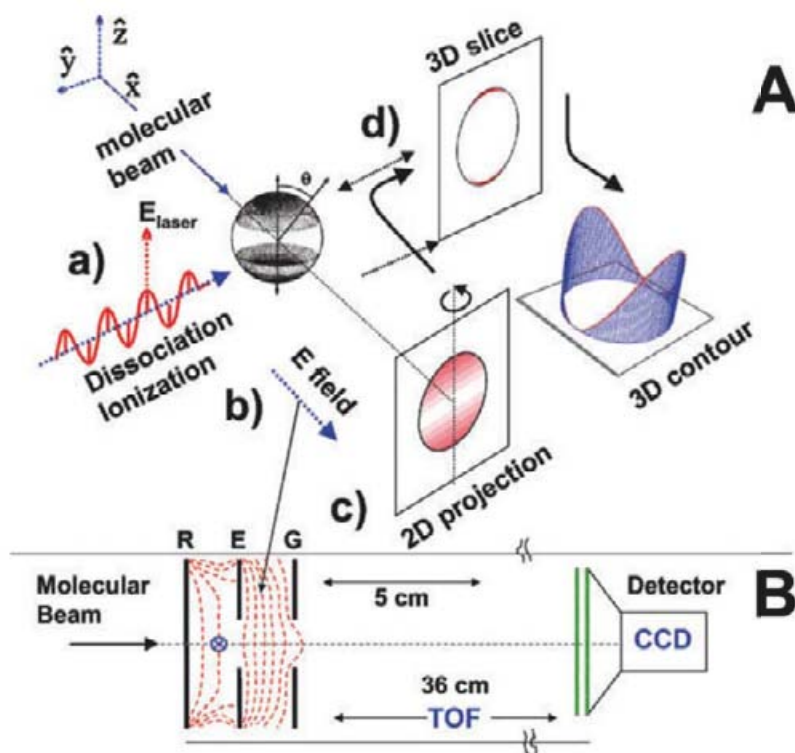 ẑ
ŷ
x̂
molecular
beam
3D slice
A
d)
θ
E laser
a)
Dissociation
Ionization
E field
b)
3D contour
c)
2D projection
R E G
Molecular
Beam
5 cm
Detector
B
CCD
36 cm
TOF